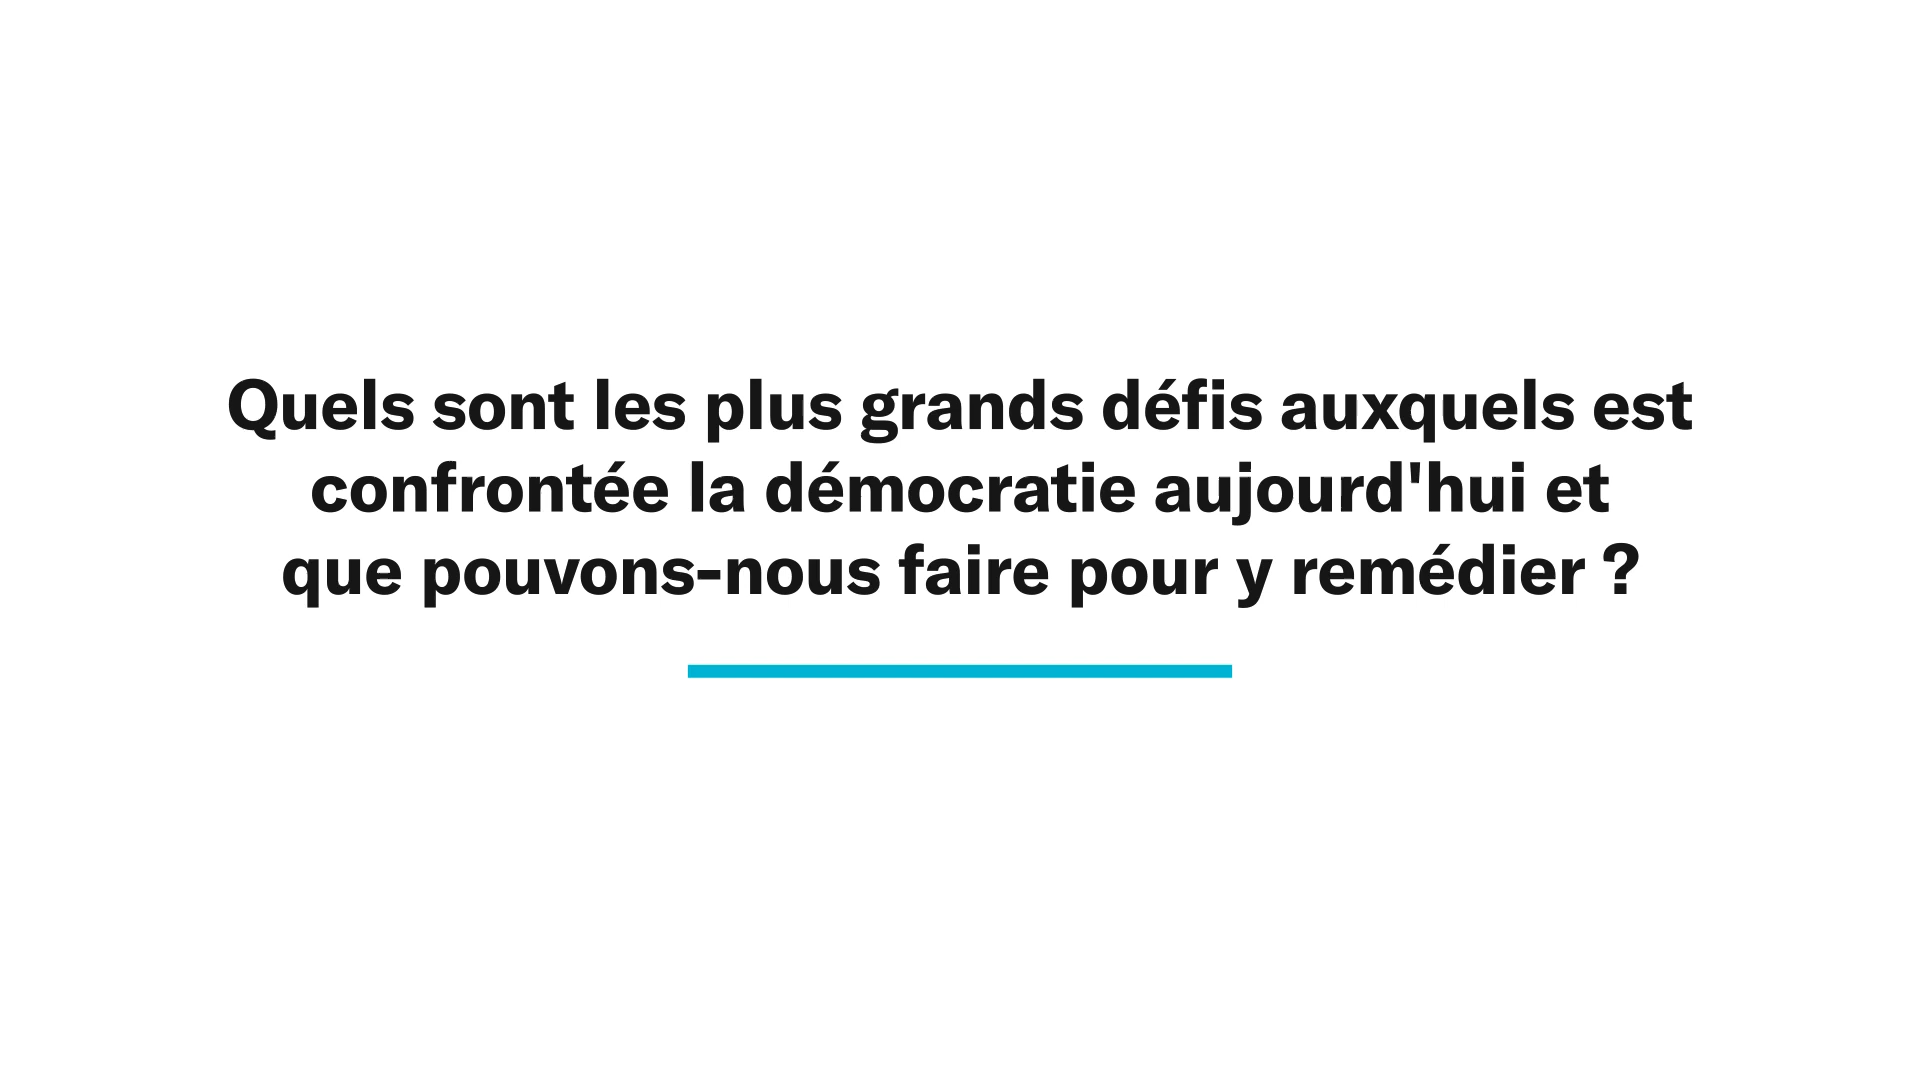 Quels sont les plus grands défis auxquels est
confrontée la démocratie aujourd'hui et
que pouvons-nous faire pour y remédier ?